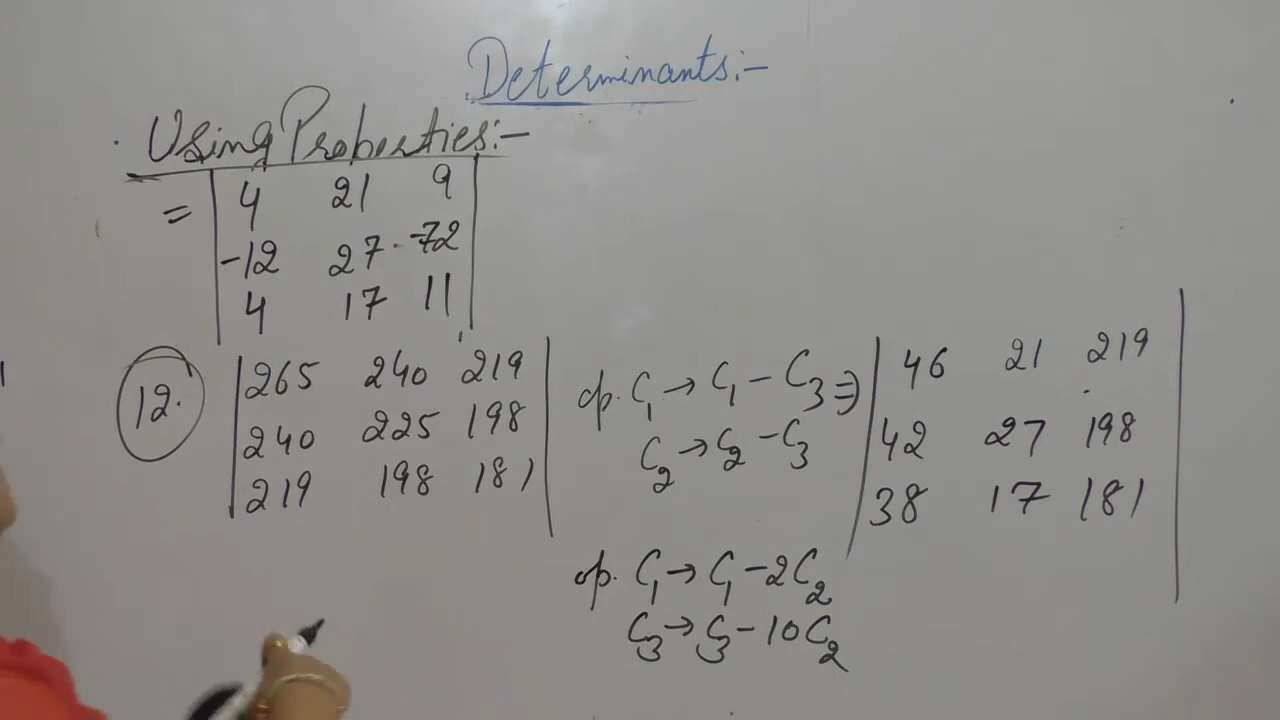 Determinants:-
Using Properties:-
= | 4 21 9 |
| -12 27 -72 |
| 4 17 11 |
12. | 265 240 219 | op. C₁ → C₁ - C₃ ⇒ | 46 21 219 |
| 240 225 198 | C₂ → C₂ - C₃ | 42 27 198 |
| 219 198 181 | | 38 17 181 |
op. C₁ → C₁ - 2C₂
C₃ → C₃ - 10C₂